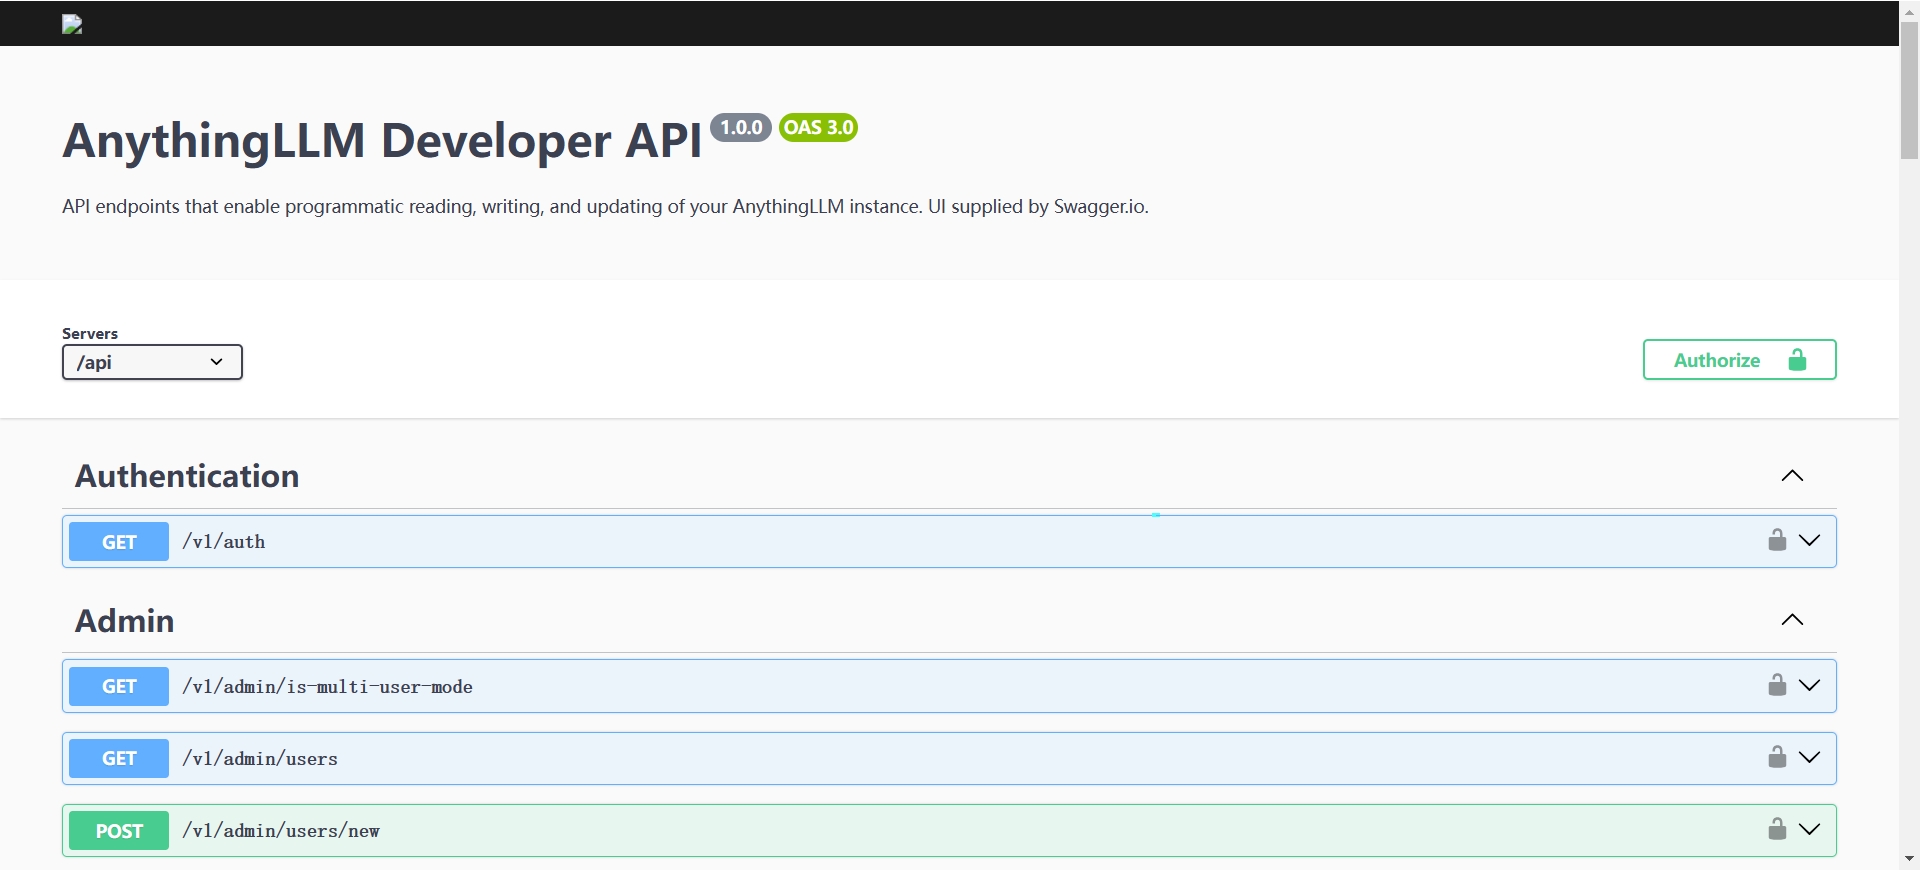 AnythingLLM Developer API 1.0.0 OAS 3.0
API endpoints that enable programmatic reading, writing, and updating of your AnythingLLM instance. UI supplied by Swagger.io.
Servers
/api
Authorize
Authentication
GET /v1/auth
Admin
GET /v1/admin/is-multi-user-mode
GET /v1/admin/users
POST /v1/admin/users/new